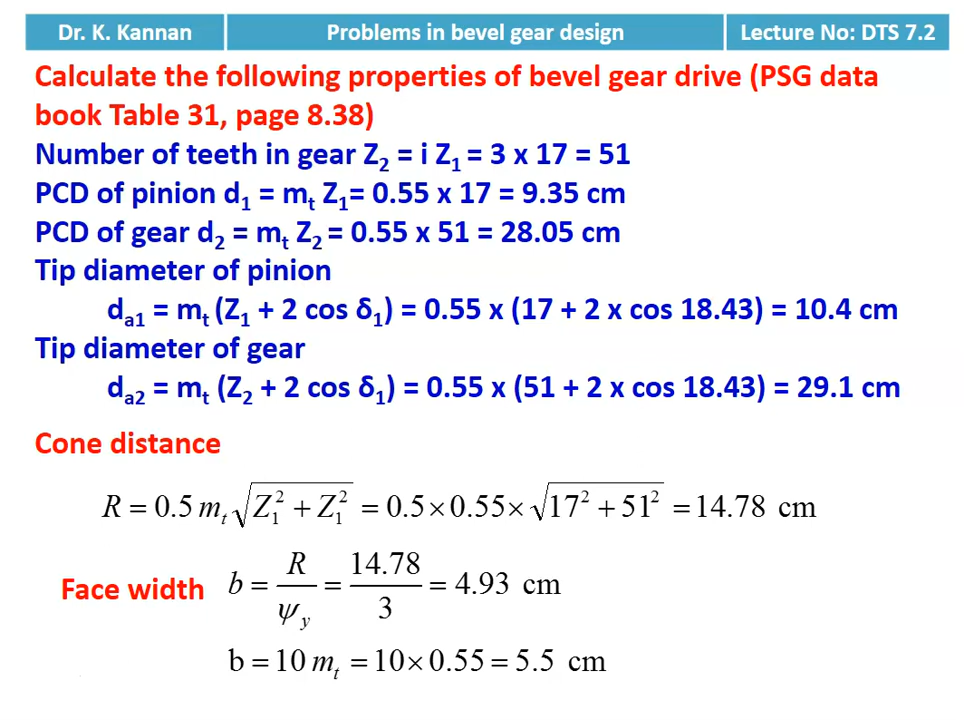 Dr. K. Kannan
Problems in bevel gear design
Lecture No: DTS 7.2
Calculate the following properties of bevel gear drive (PSG data
book Table 31, page 8.38)
Number of teeth in gear Z₂ = i Z₁ = 3 x 17 = 51
PCD of pinion d₁ = mₜ Z₁= 0.55 x 17 = 9.35 cm
PCD of gear d₂ = mₜ Z₂ = 0.55 x 51 = 28.05 cm
Tip diameter of pinion
dₐ₁ = mₜ (Z₁ + 2 cos δ₁) = 0.55 x (17 + 2 x cos 18.43) = 10.4 cm
Tip diameter of gear
dₐ₂ = mₜ (Z₂ + 2 cos δ₁) = 0.55 x (51 + 2 x cos 18.43) = 29.1 cm
Cone distance
R = 0.5 mₜ √(Z₁² + Z₁²) = 0.5×0.55×√(17² + 51²) = 14.78 cm
Face width b = R/ψ_y = 14.78/3 = 4.93 cm
b = 10 mₜ = 10×0.55 = 5.5 cm